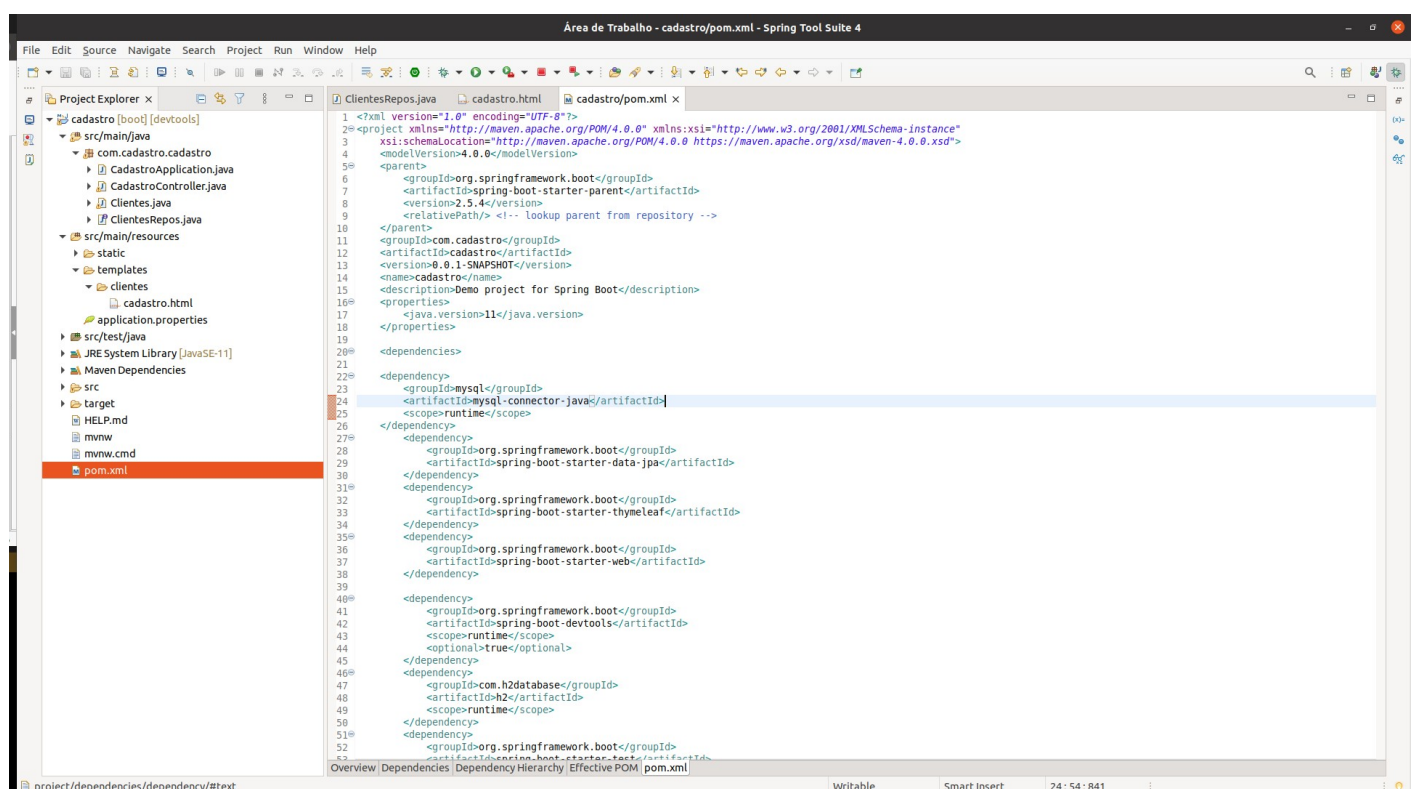 Área de Trabalho - cadastro/pom.xml - Spring Tool Suite 4
File Edit Source Navigate Search Project Run Window Help
Project Explorer
ClientesRepos.java cadastro.html cadastro/pom.xml
cadastro [boot] [devtools]
src/main/java
com.cadastro.cadastro
CadastroApplication.java
CadastroController.java
Clientes.java
ClientesRepos.java
src/main/resources
static
templates
clientes
cadastro.html
application.properties
src/test/java
JRE System Library [JavaSE-11]
Maven Dependencies
src
target
HELP.md
mvnw
mvnw.cmd
pom.xml
1 <?xml version="1.0" encoding="UTF-8"?>
2 <project xmlns="http://maven.apache.org/POM/4.0.0" xmlns:xsi="http://www.w3.org/2001/XMLSchema-instance"
3 xsi:schemaLocation="http://maven.apache.org/POM/4.0.0 https://maven.apache.org/xsd/maven-4.0.0.xsd">
4 <modelVersion>4.0.0</modelVersion>
5 <parent>
6 <groupId>org.springframework.boot</groupId>
7 <artifactId>spring-boot-starter-parent</artifactId>
8 <version>2.5.4</version>
9 <relativePath/> <!-- lookup parent from repository -->
10 </parent>
11 <groupId>com.cadastro</groupId>
12 <artifactId>cadastro</artifactId>
13 <version>0.0.1-SNAPSHOT</version>
14 <name>cadastro</name>
15 <description>Demo project for Spring Boot</description>
16 <properties>
17 <java.version>11</java.version>
18 </properties>
19
20 <dependencies>
21
22 <dependency>
23 <groupId>mysql</groupId>
24 <artifactId>mysql-connector-java</artifactId>
25 <scope>runtime</scope>
26 </dependency>
27 <dependency>
28 <groupId>org.springframework.boot</groupId>
29 <artifactId>spring-boot-starter-data-jpa</artifactId>
30 </dependency>
31 <dependency>
32 <groupId>org.springframework.boot</groupId>
33 <artifactId>spring-boot-starter-thymeleaf</artifactId>
34 </dependency>
35 <dependency>
36 <groupId>org.springframework.boot</groupId>
37 <artifactId>spring-boot-starter-web</artifactId>
38 </dependency>
39
40 <dependency>
41 <groupId>org.springframework.boot</groupId>
42 <artifactId>spring-boot-devtools</artifactId>
43 <scope>runtime</scope>
44 <optional>true</optional>
45 </dependency>
46 <dependency>
47 <groupId>com.h2database</groupId>
48 <artifactId>h2</artifactId>
49 <scope>runtime</scope>
50 </dependency>
51 <dependency>
52 <groupId>org.springframework.boot</groupId>
53 <artifactId>spring-boot-starter-test</artifactId>
Overview Dependencies Dependency Hierarchy Effective POM pom.xml
project/dependencies/dependency/#text Writable Smart Insert 24 : 54 : 841